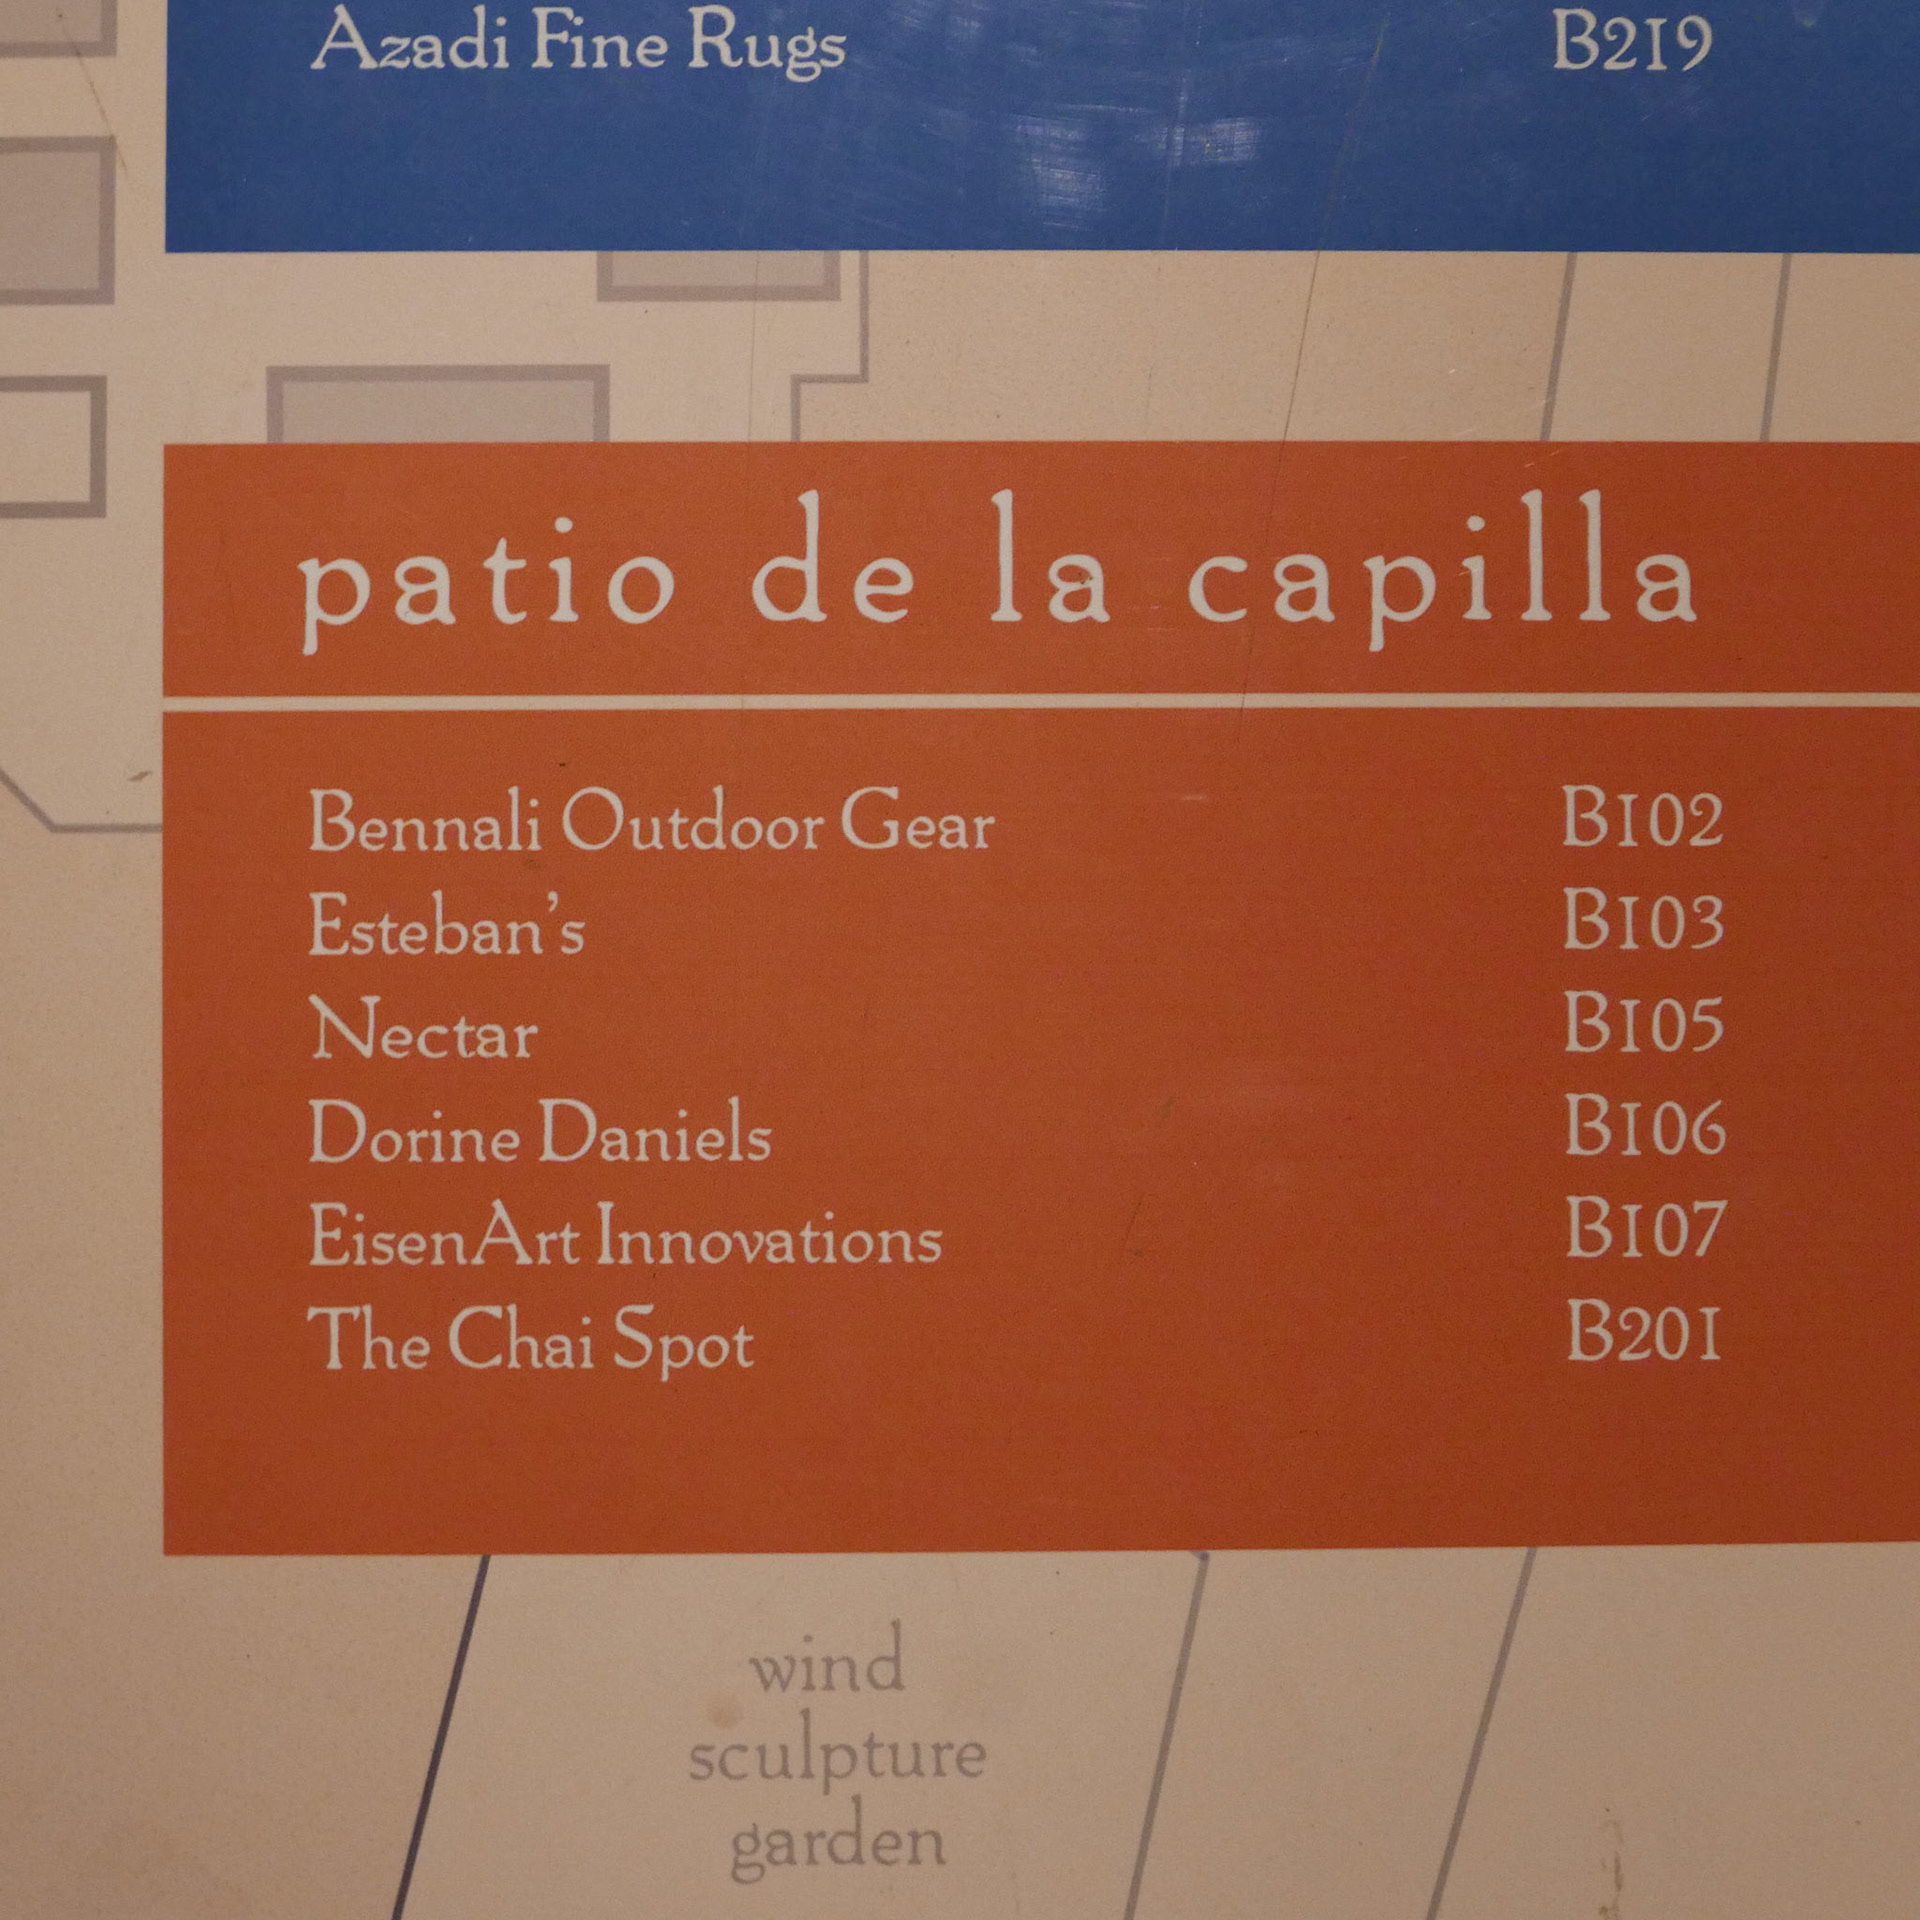 Azadi Fine Rugs B219
patio de la capilla
Bennali Outdoor Gear B102
Esteban's B103
Nectar B105
Dorine Daniels B106
EisenArt Innovations B107
The Chai Spot B201
wind
sculpture
garden